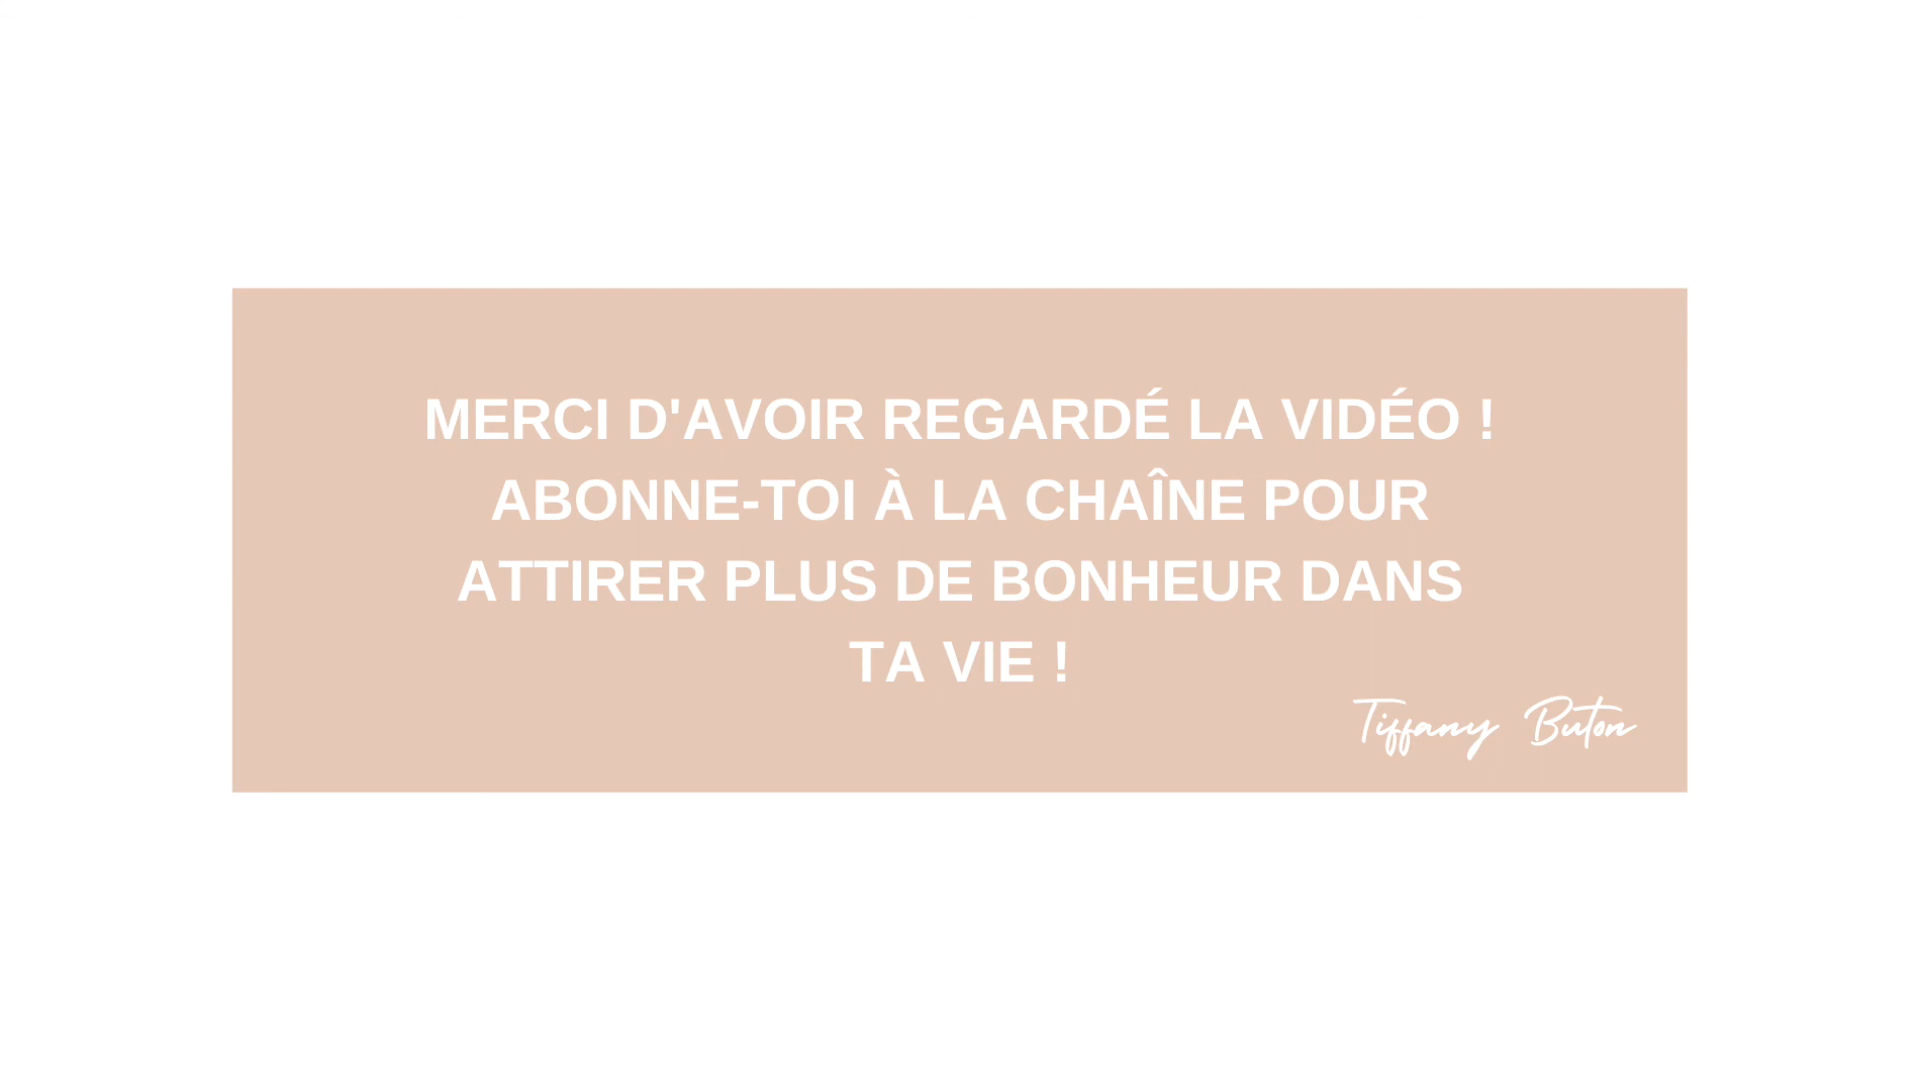 MERCI D'AVOIR REGARDÉ LA VIDÉO !
ABONNE-TOI À LA CHAÎNE POUR
ATTIRER PLUS DE BONHEUR DANS
TA VIE !
Tiffany Buton